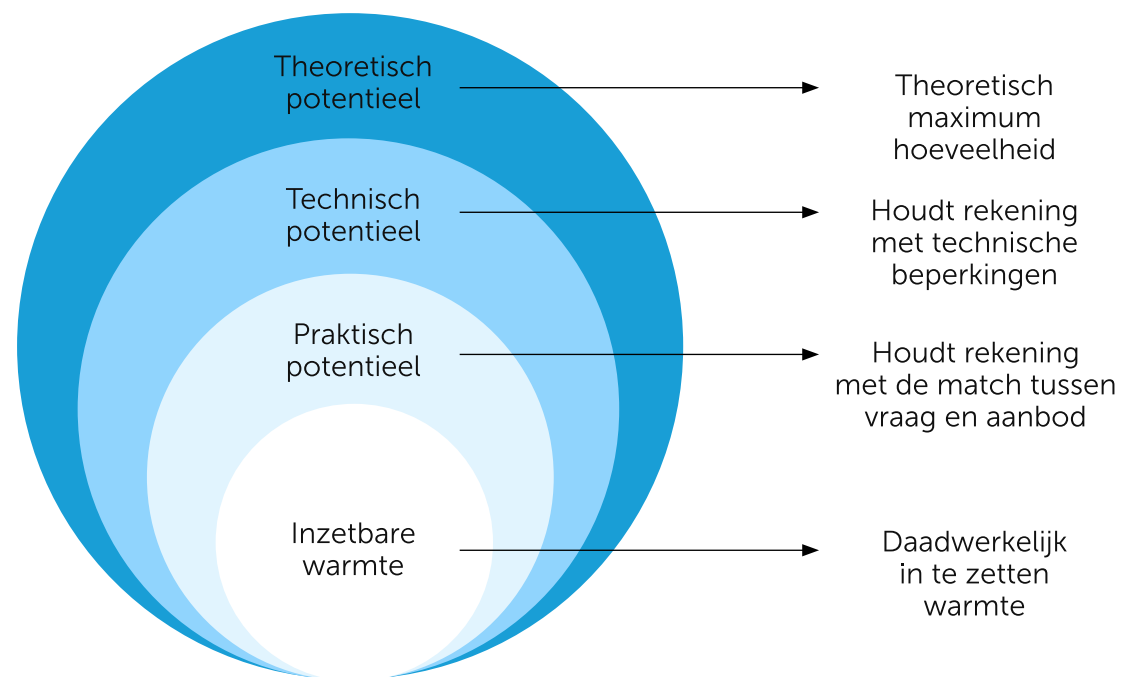 Theoretisch
potentieel
Theoretisch
maximum
hoeveelheid
Technisch
potentieel
Houdt rekening
met technische
beperkingen
Praktisch
potentieel
Houdt rekening
met de match tussen
vraag en aanbod
Inzetbare
warmte
Daadwerkelijk
in te zetten
warmte